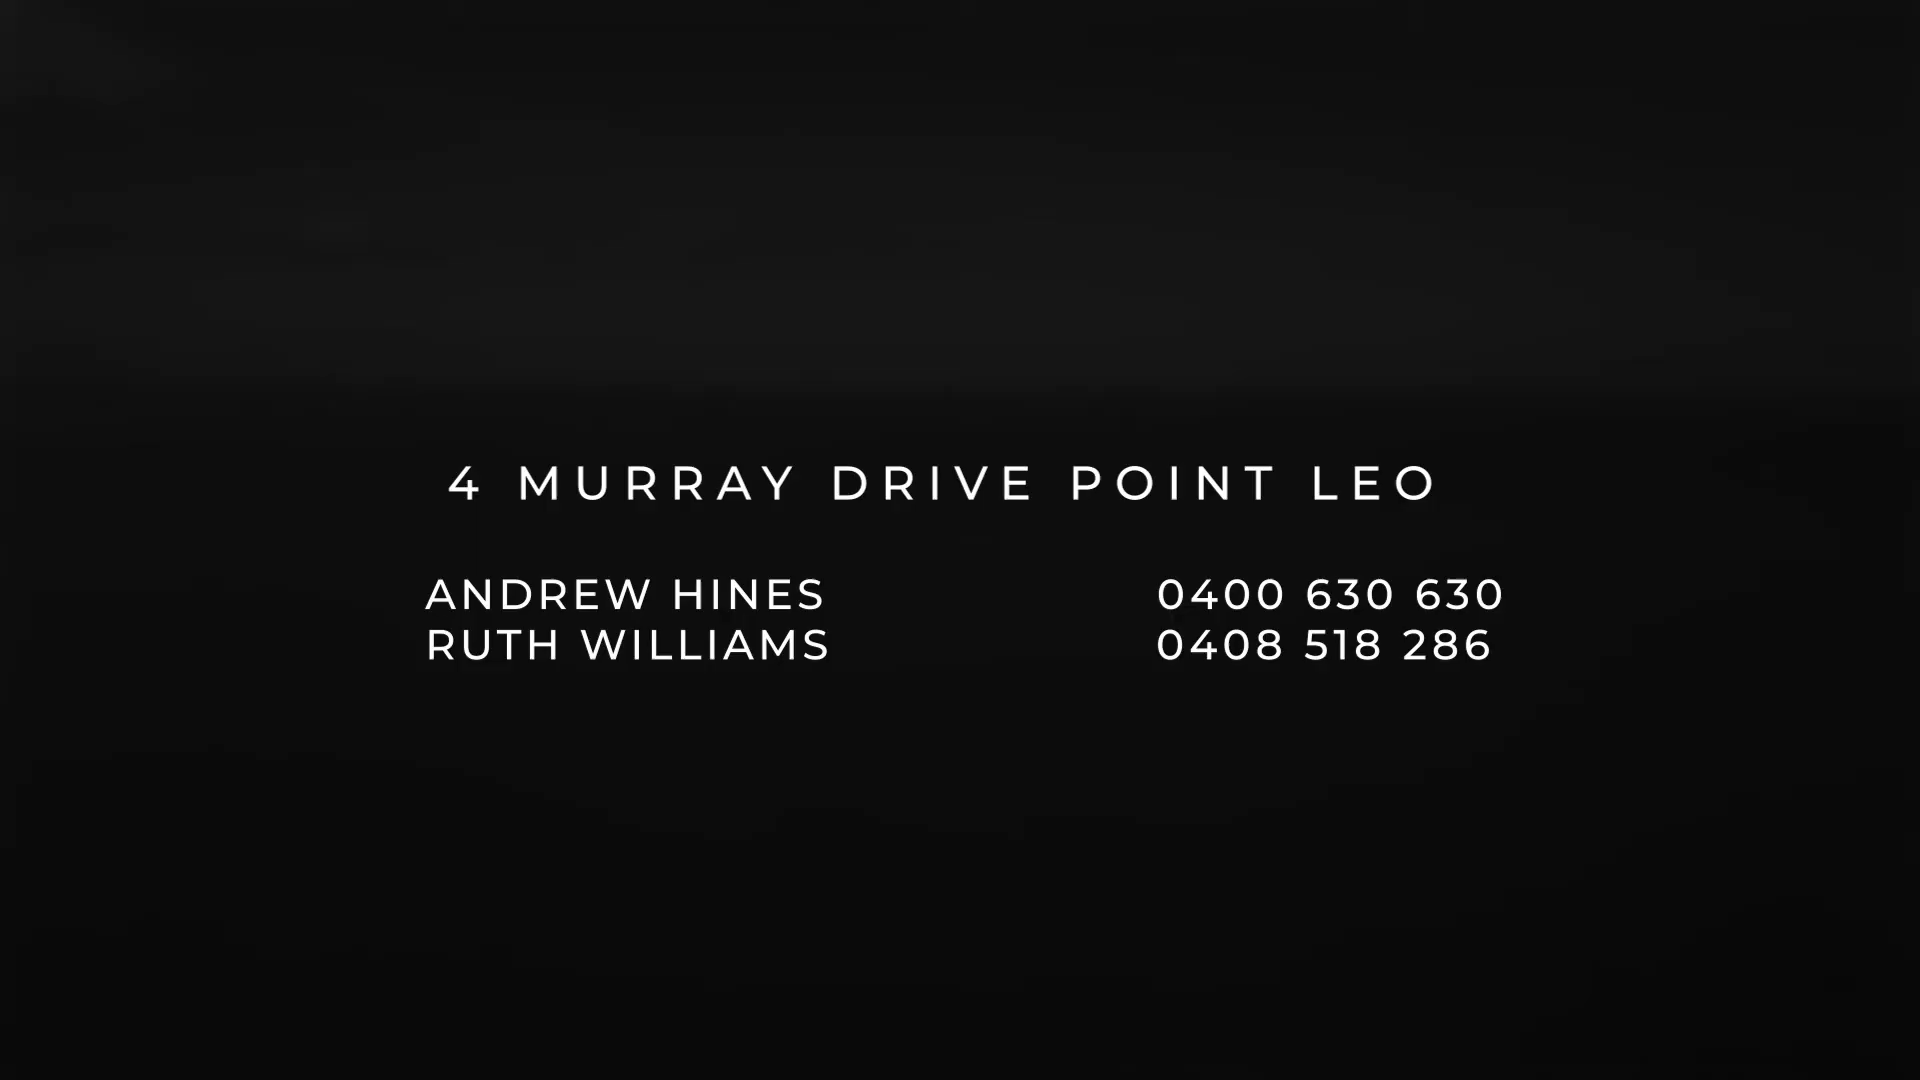 4 MURRAY DRIVE POINT LEO
ANDREW HINES 0400 630 630
RUTH WILLIAMS 0408 518 286